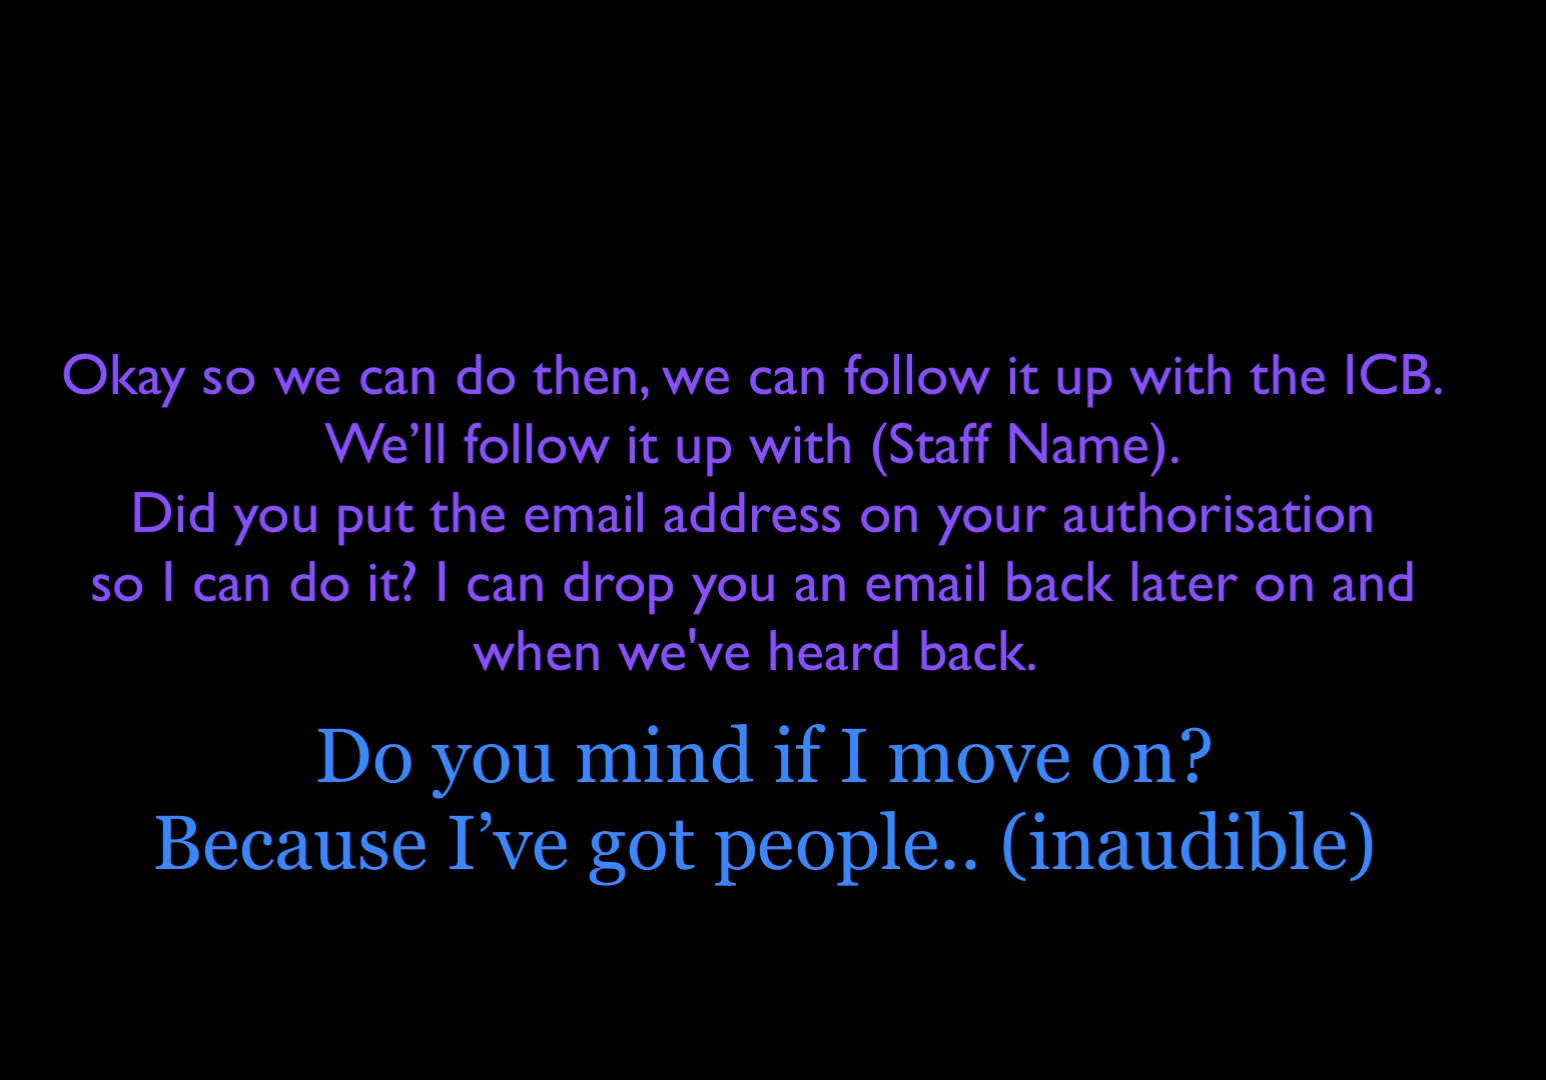 Okay so we can do then, we can follow it up with the ICB.
We’ll follow it up with (Staff Name).
Did you put the email address on your authorisation
so I can do it? I can drop you an email back later on and
when we've heard back.
Do you mind if I move on?
Because I’ve got people.. (inaudible)